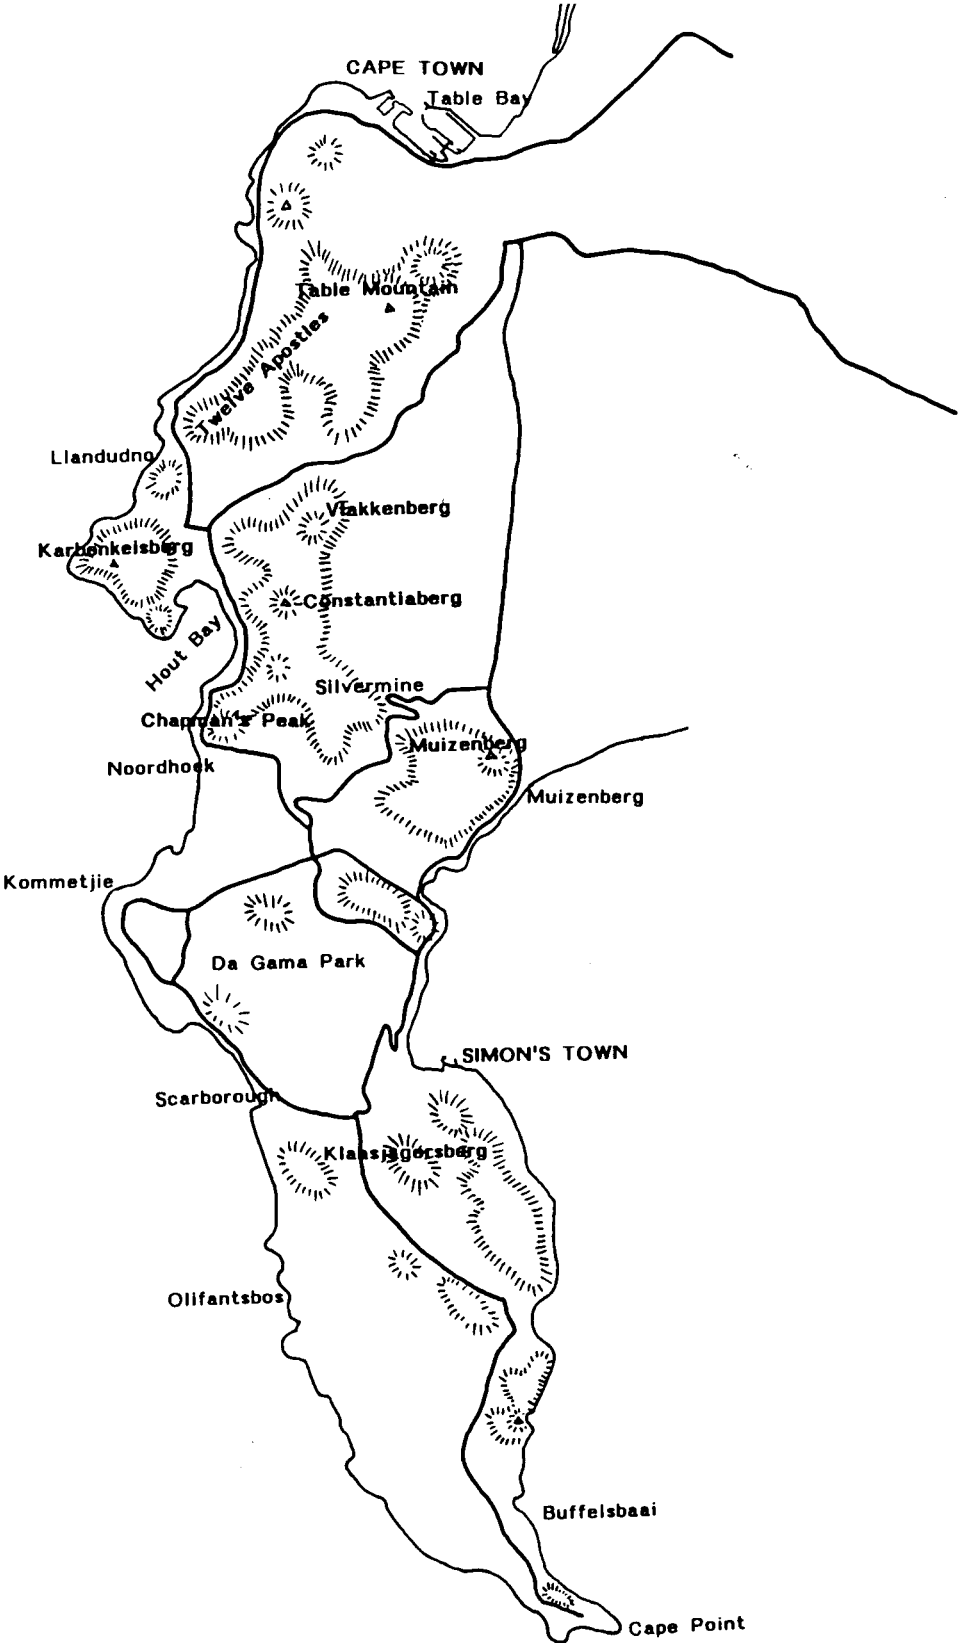 CAPE TOWN
Table Bay
Table Mountain
Twelve Apostles
Llandudno
Vlakkenberg
Karbonkelsberg
Constantiaberg
Hout Bay
Silvermine
Chapman's Peak
Muizenberg
Noordhoek
Muizenberg
Kommetjie
Da Gama Park
SIMON'S TOWN
Scarborough
Klaasjagersberg
Olifantsbos
Buffelsbaai
Cape Point